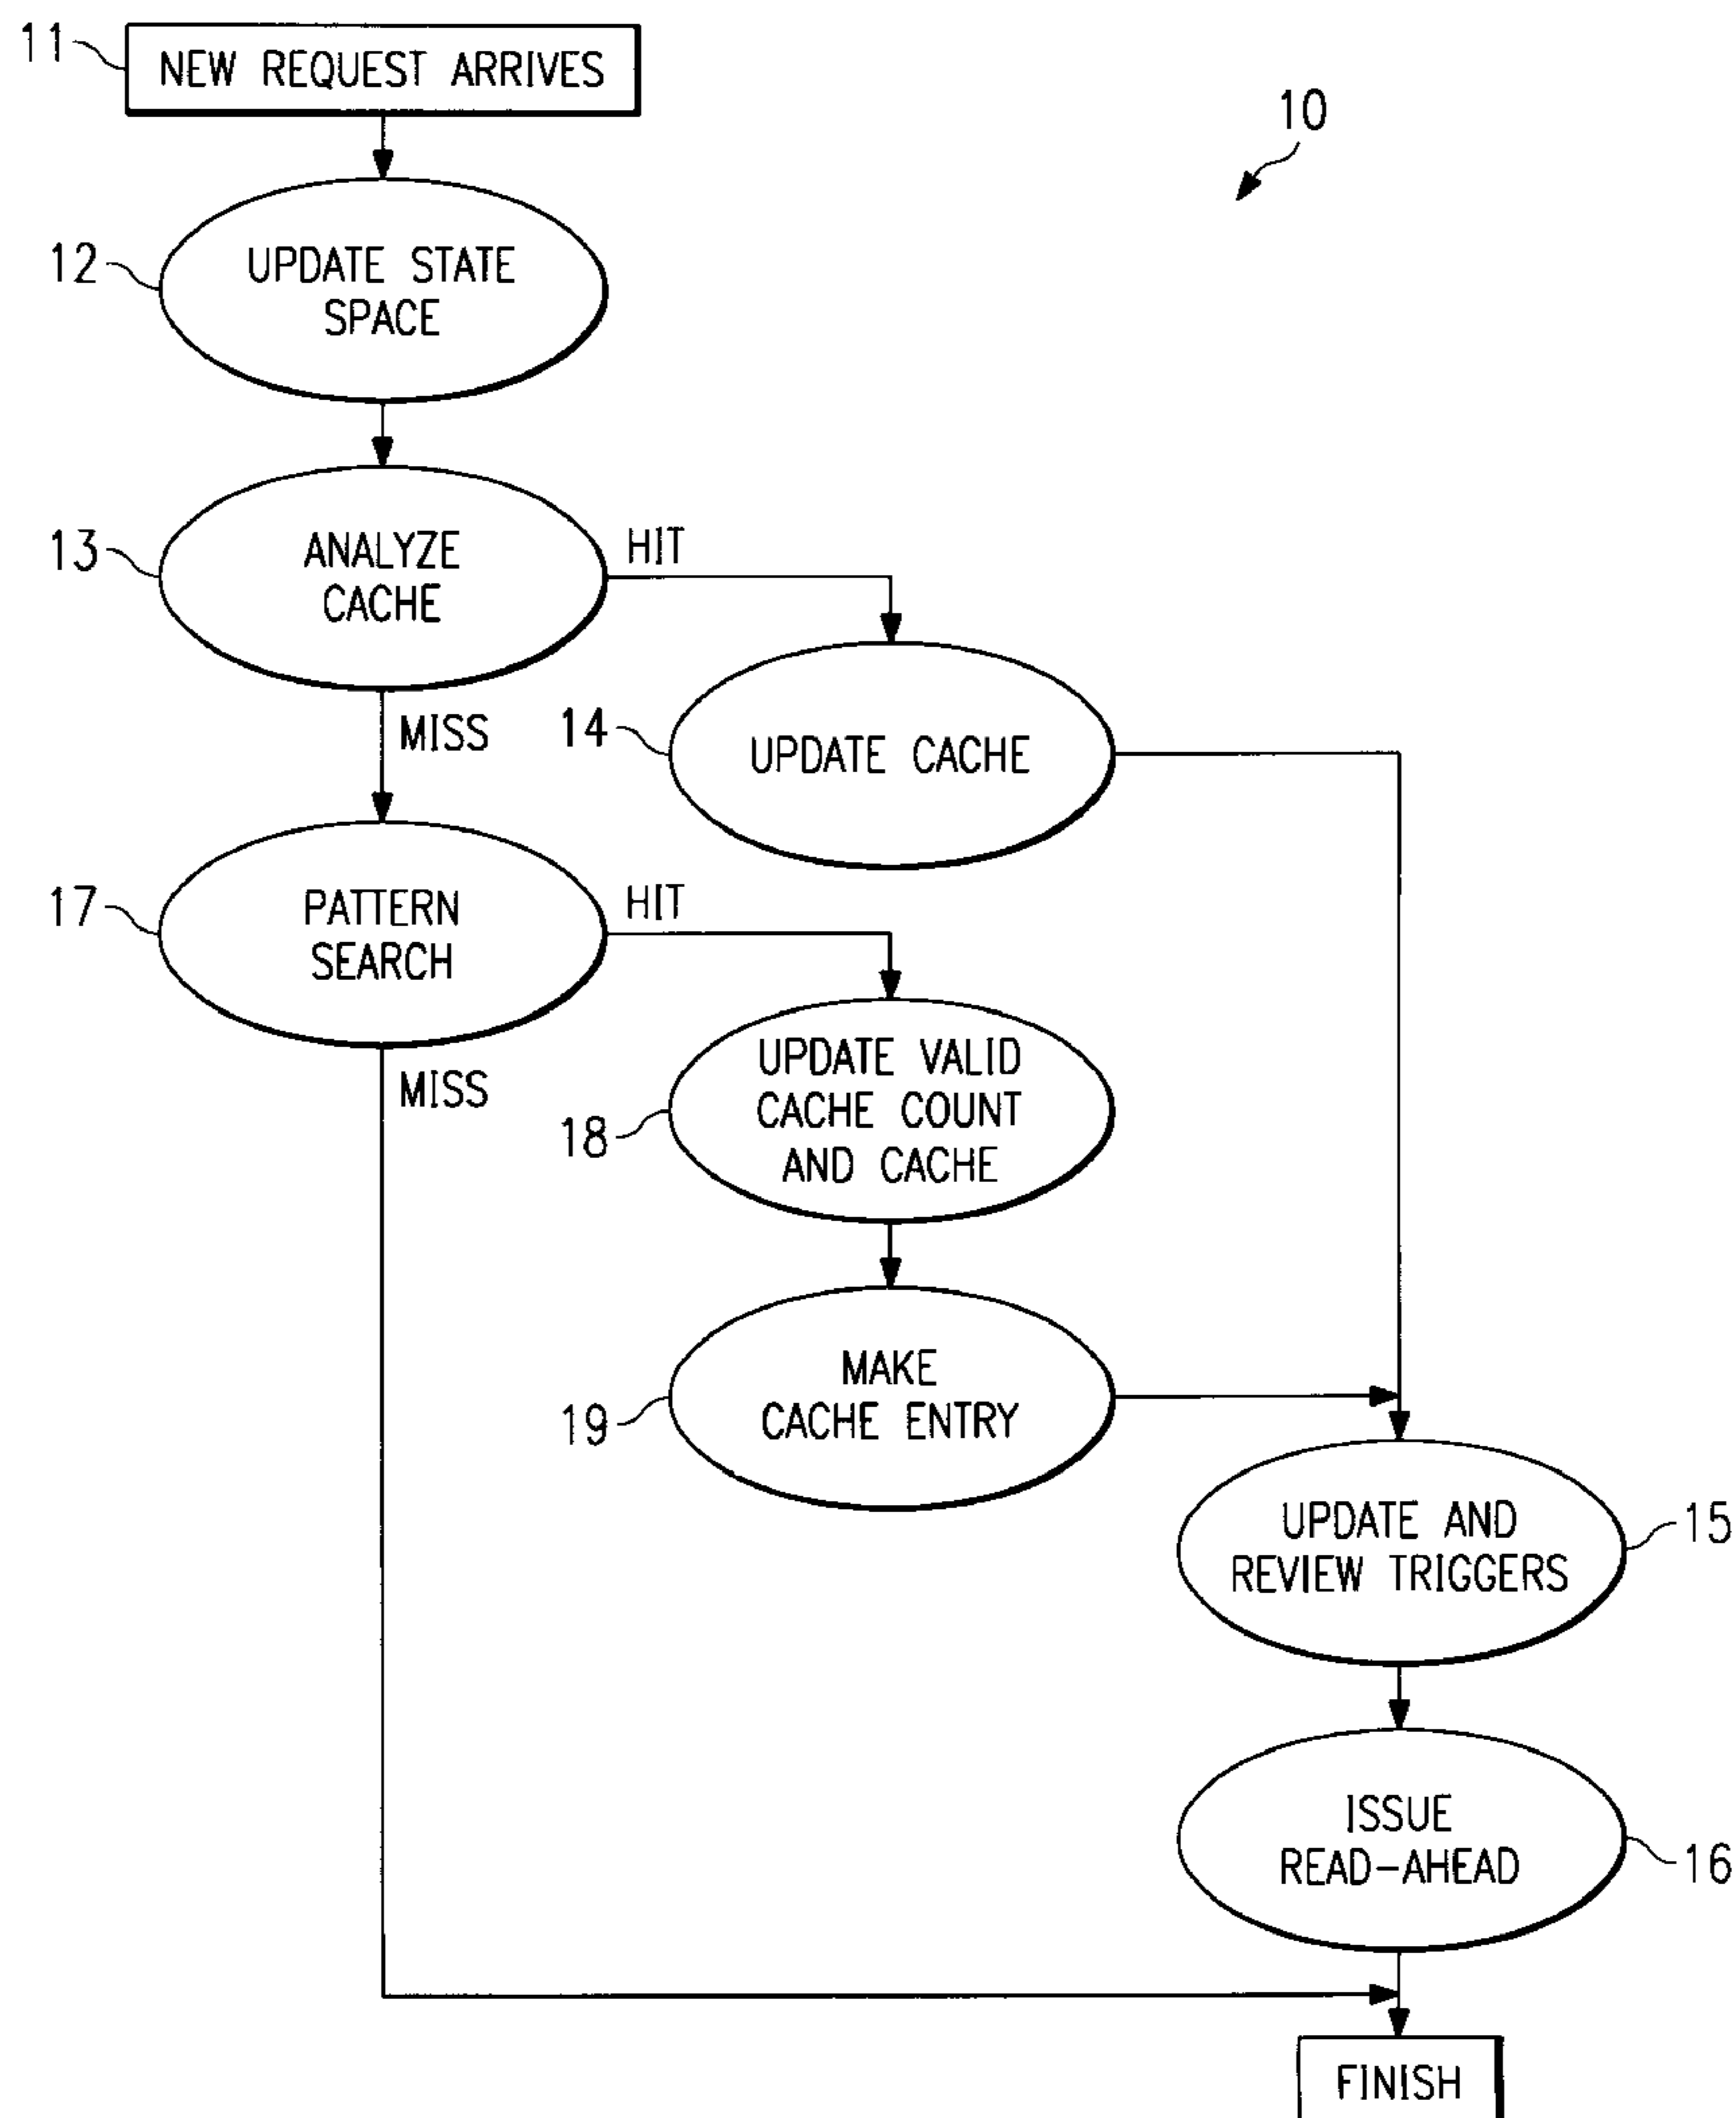 11
NEW REQUEST ARRIVES
10
12
UPDATE STATE
SPACE
13
ANALYZE
CACHE
HIT
MISS
14
UPDATE CACHE
17
PATTERN
SEARCH
HIT
MISS
18
UPDATE VALID
CACHE COUNT
AND CACHE
19
MAKE
CACHE ENTRY
15
UPDATE AND
REVIEW TRIGGERS
16
ISSUE
READ-AHEAD
FINISH